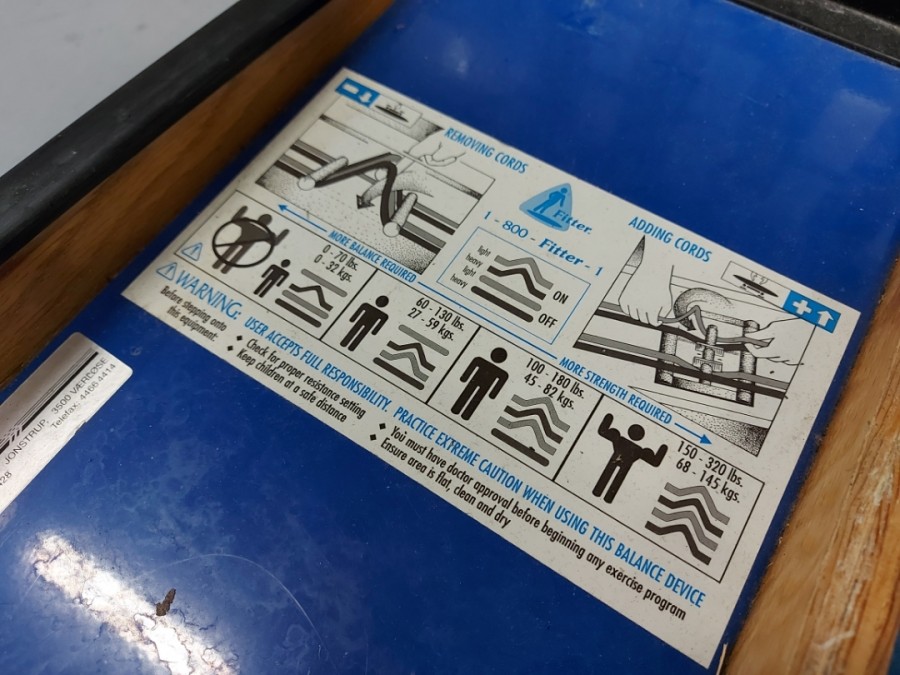 REMOVING CORDS
Fitter.
1 - 800 - Fitter - 1
light
heavy
light
heavy
ON
OFF
ADDING CORDS
MORE BALANCE REQUIRED
MORE STRENGTH REQUIRED
0 - 70 lbs.
0 - 32 kgs.
60 - 130 lbs.
27 - 59 kgs.
100 - 180 lbs.
45 - 82 kgs.
150 - 320 lbs.
68 - 145 kgs.
WARNING: USER ACCEPTS FULL RESPONSIBILITY. PRACTICE EXTREME CAUTION WHEN USING THIS BALANCE DEVICE
Before stepping onto
this equipment:
Check for proper resistance setting
Keep children at a safe distance
You must have doctor approval before beginning any exercise program
Ensure area is flat, clean and dry
JONSTRUP, 3500 VÆRLØSE
28 Telefax. 4466 4414